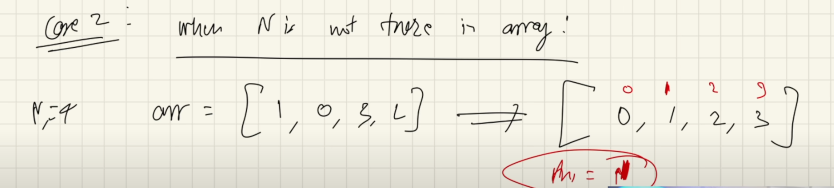 Case 2 : when N is not there in array!
0 1 2 3
N=4 arr = [1, 0, 3, 2] ⟹ [0, 1, 2, 3]
Ans = N